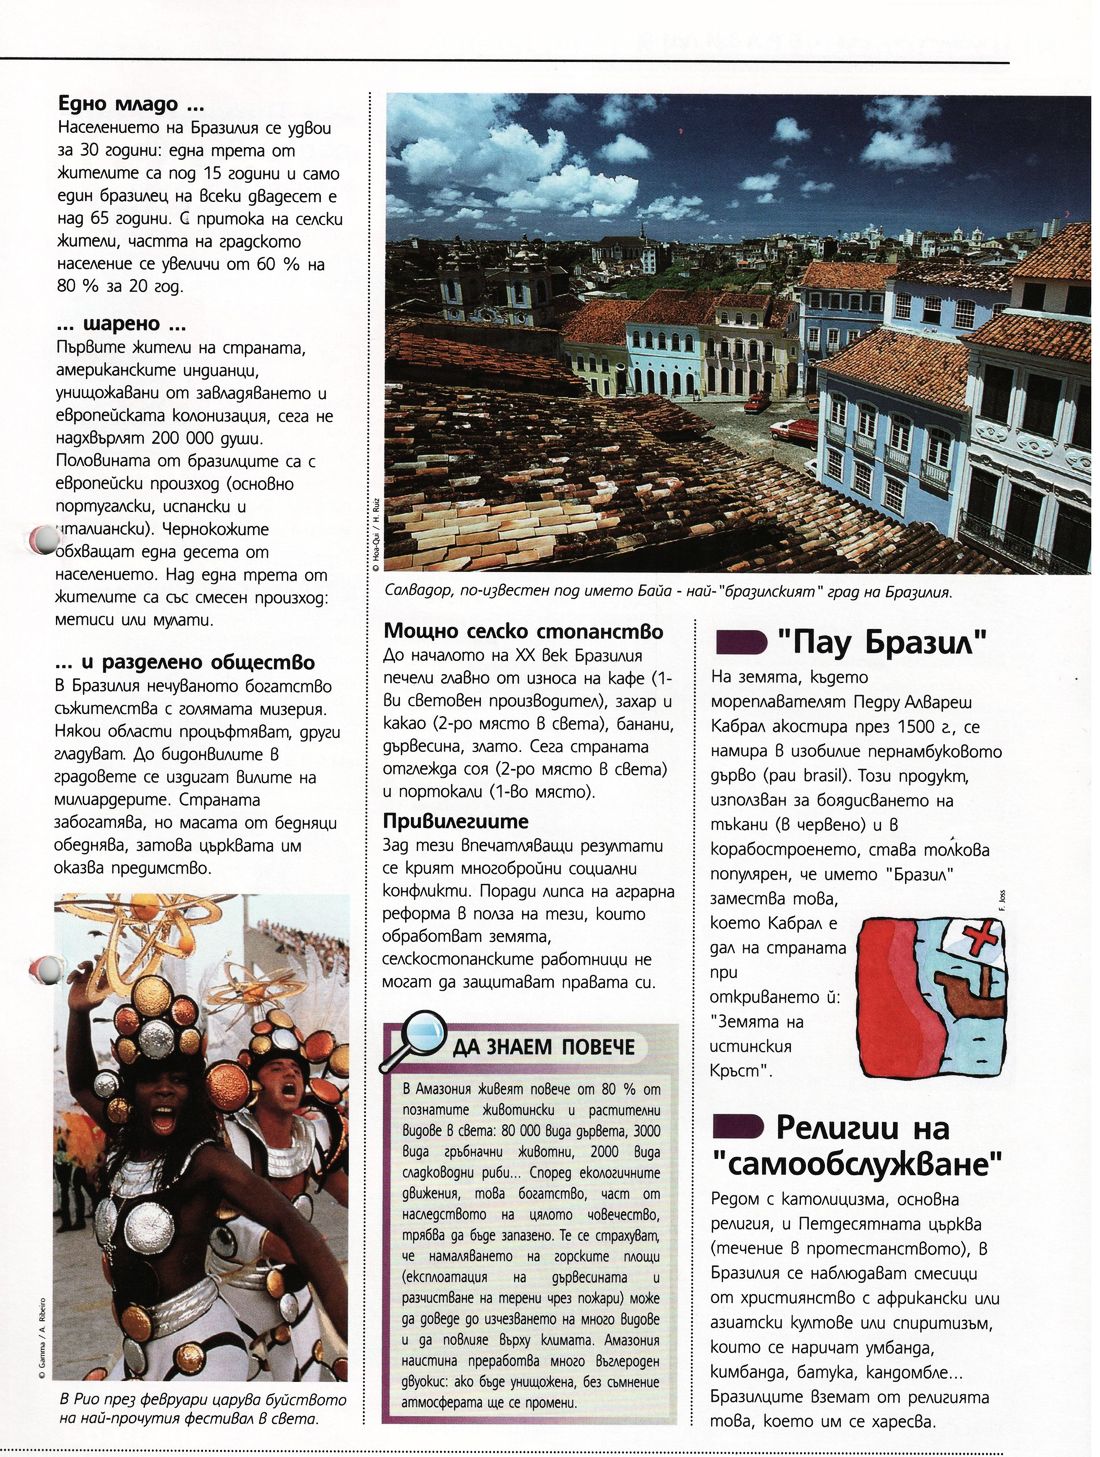 Едно младо ...
Населението на Бразилия се удвои
за 30 години: една трета от
жителите са под 15 години и само
един бразилец на всеки двадесет е
над 65 години. С притока на селски
жители, частта на градското
население се увеличи от 60 % на
80 % за 20 год.
... шарено ...
Първите жители на страната,
американските индианци,
унищожавани от завладяването и
европейската колонизация, сега не
надхвърлят 200 000 души.
Половината от бразилците са с
европейски произход (основно
португалски, испански и
италиански). Чернокожите
обхващат една десета от
населението. Над една трета от
жителите са със смесен произход:
метиси или мулати.
... и разделено общество
В Бразилия нечуваното богатство
съжителства с голямата мизерия.
Някои области процъфтяват, други
гладуват. До бидонвилите в
градовете се издигат вилите на
милиардерите. Страната
забогатява, но масата от бедняци
обеднява, затова църквата им
оказва предимство.
© Gamma / A. Ribeiro
В Рио през февруари царува буйството
на най-прочутия фестивал в света.
© Hoa-Qui / H. Ruiz
Салвадор, по-известен под името Байа - най-"бразилският" град на Бразилия.
Мощно селско стопанство
До началото на XX век Бразилия
печели главно от износа на кафе (1-
ви световен производител), захар и
какао (2-ро място в света), банани,
дървесина, злато. Сега страната
отглежда соя (2-ро място в света)
и портокали (1-во място).
Привилегиите
Зад тези впечатляващи резултати
се крият многобройни социални
конфликти. Поради липса на аграрна
реформа в полза на тези, които
обработват земята,
селскостопанските работници не
могат да защитават правата си.
ДА ЗНАЕМ ПОВЕЧЕ
В Амазония живеят повече от 80 % от
познатите животински и растителни
видове в света: 80 000 вида дървета, 3000
вида гръбначни животни, 2000 вида
сладководни риби... Според екологичните
движения, това богатство, част от
наследството на цялото човечество,
трябва да бъде запазено. Те се страхуват,
че намаляването на горските площи
(експлоатация на дървесината и
разчистване на терени чрез пожари) може
да доведе до изчезването на много видове
и да повлияе върху климата. Амазония
наистина преработва много въглероден
двуокис: ако бъде унищожена, без съмнение
атмосферата ще се промени.
"Пау Бразил"
На земята, където
мореплавателят Педру Алвареш
Кабрал акостира през 1500 г., се
намира в изобилие пернамбуковото
дърво (pau brasil). Този продукт,
използван за боядисването на
тъкани (в червено) и в
корабостроенето, става толкова
популярен, че името "Бразил"
замества това,
което Кабрал е
дал на страната
при
откриването ѝ:
"Земята на
истинския
Кръст".
F. Joss
Религии на
"самообслужване"
Редом с католицизма, основна
религия, и Петдесятната църква
(течение в протестантството), в
Бразилия се наблюдават смесици
от християнство с африкански или
азиатски култове или спиритизъм,
които се наричат умбанда,
кимбанда, батука, кандомбле...
Бразилците вземат от религията
това, което им се харесва.